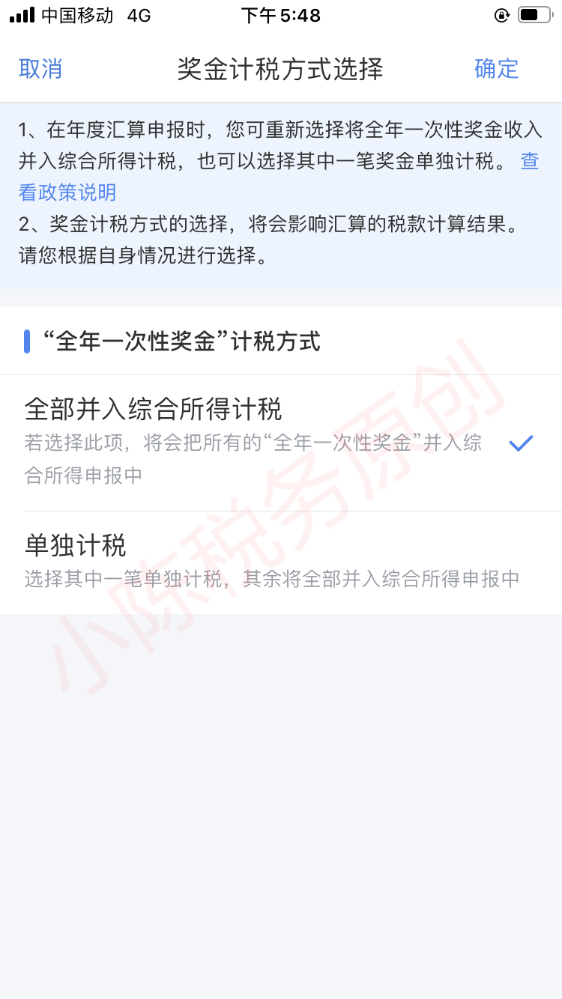 中国移动 4G 下午5:48
取消 奖金计税方式选择 确定
1、在年度汇算申报时，您可重新选择将全年一次性奖金收入
并入综合所得计税，也可以选择其中一笔奖金单独计税。查
看政策说明
2、奖金计税方式的选择，将会影响汇算的税款计算结果。
请您根据自身情况进行选择。
“全年一次性奖金”计税方式
全部并入综合所得计税
若选择此项，将会把所有的“全年一次性奖金”并入综
合所得申报中
单独计税
选择其中一笔单独计税，其余将全部并入综合所得申报中
小陈税务原创